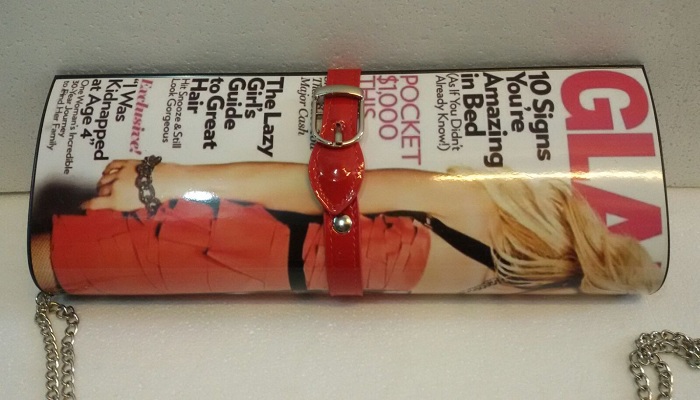 GLA
10 Signs
You're
Amazing
in Bed
(As If You Didn't
Already Know!)
POCKET
$1,000
THIS
Major Cash
The Lazy
Girl's
Guide
to Great
Hair
Hit Snooze & Still
Look Gorgeous
Exclusive!
"I Was
Kidnapped
at Age 4"
One Woman's Incredible
30-Year Journey
to Find Her Family